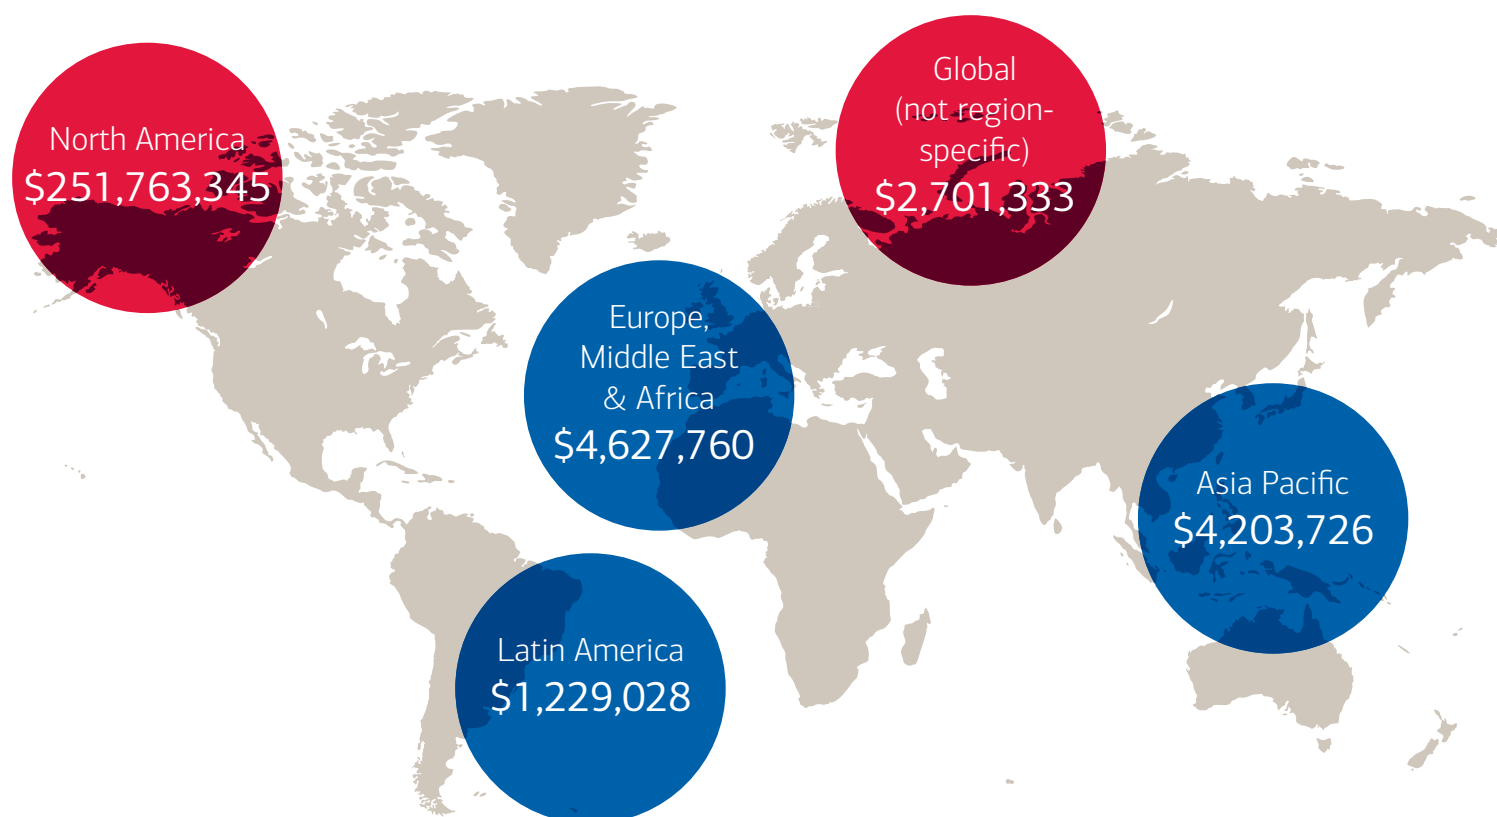 North America
$251,763,345
Global
(not region-
specific)
$2,701,333
Europe,
Middle East
& Africa
$4,627,760
Asia Pacific
$4,203,726
Latin America
$1,229,028